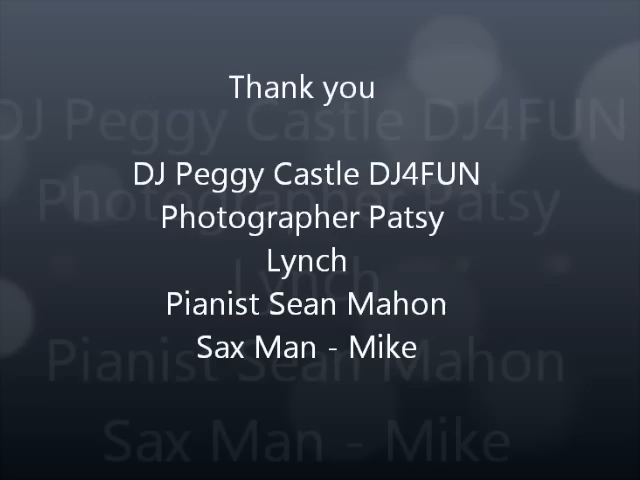 Thank you
DJ Peggy Castle DJ4FUN
Photographer Patsy
Lynch
Pianist Sean Mahon
Sax Man - Mike